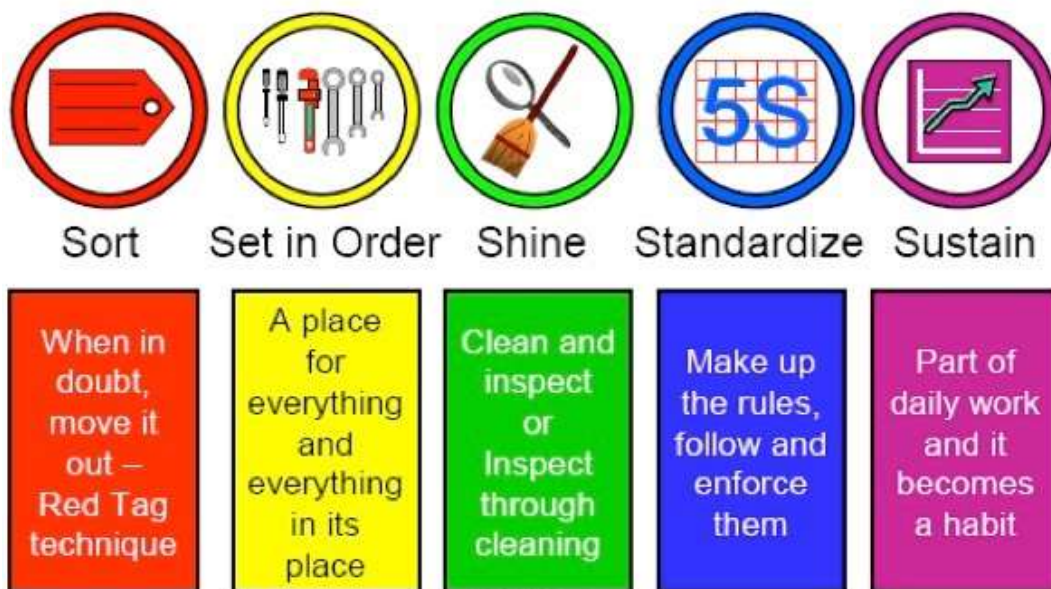 5S
Sort
Set in Order
Shine
Standardize
Sustain
When in
doubt,
move it
out –
Red Tag
technique
A place
for
everything
and
everything
in its
place
Clean and
inspect
or
Inspect
through
cleaning
Make up
the rules,
follow and
enforce
them
Part of
daily work
and it
becomes
a habit